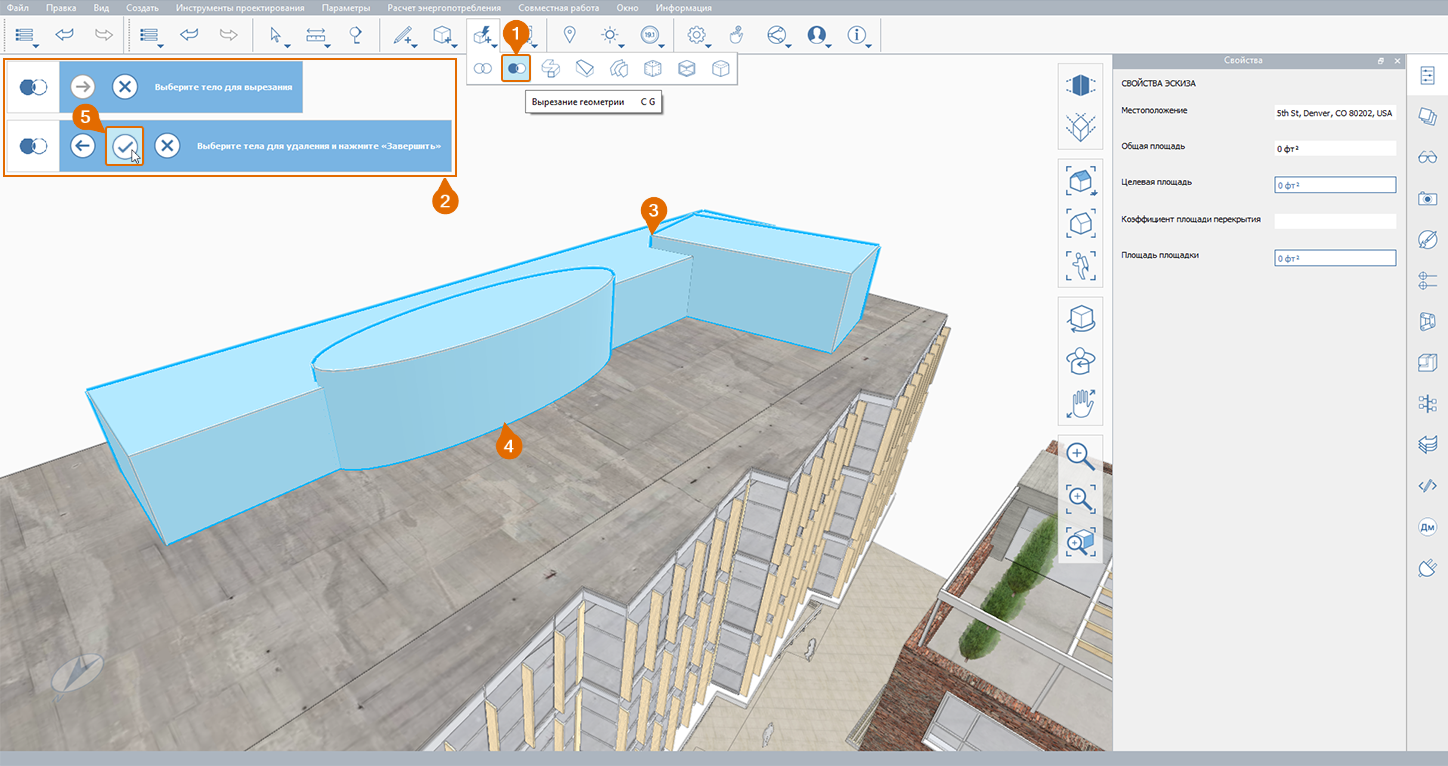 Файл Правка Вид Создать Инструменты проектирования Параметры Расчет энергопотребления Совместная работа Окно Информация
19.1
1
Выберите тело для вырезания
Вырезание геометрии C G
5
Выберите тела для удаления и нажмите «Завершить»
2
3
4
Свойства
СВОЙСТВА ЭСКИЗА
Местоположение 5th St, Denver, CO 80202, USA
Общая площадь 0 фт²
Целевая площадь 0 фт²
Коэффициент площади перекрытия
Площадь площадки 0 фт²
Дм